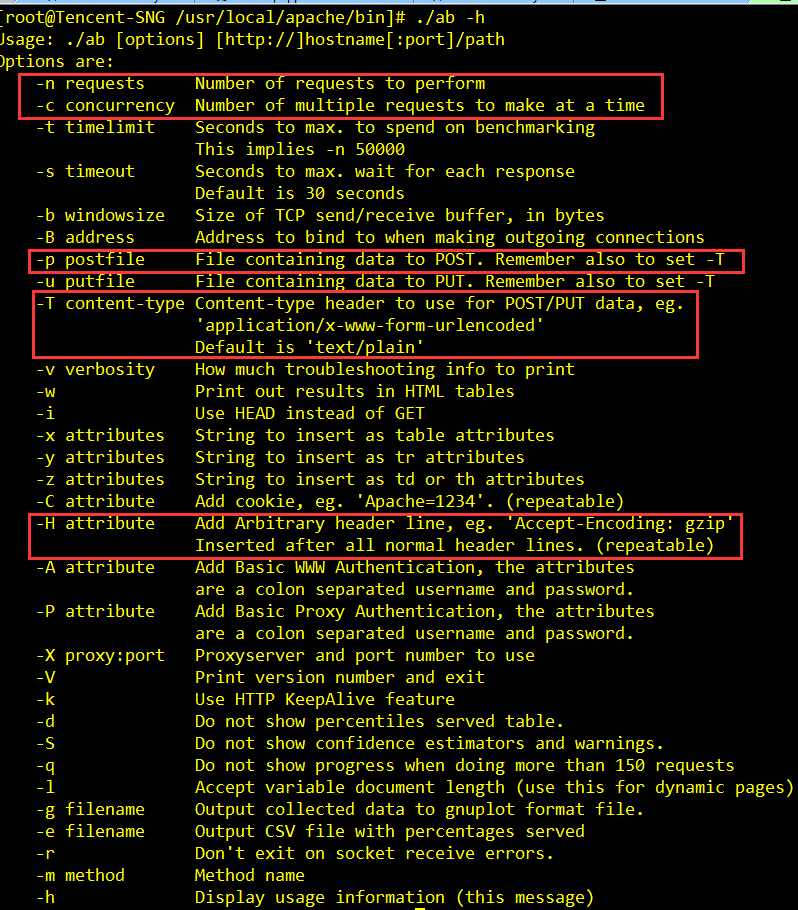 [root@Tencent-SNG /usr/local/apache/bin]# ./ab -h
Usage: ./ab [options] [http://]hostname[:port]/path
Options are:
    -n requests     Number of requests to perform
    -c concurrency  Number of multiple requests to make at a time
    -t timelimit    Seconds to max. to spend on benchmarking
                    This implies -n 50000
    -s timeout      Seconds to max. wait for each response
                    Default is 30 seconds
    -b windowsize   Size of TCP send/receive buffer, in bytes
    -B address      Address to bind to when making outgoing connections
    -p postfile     File containing data to POST. Remember also to set -T
    -u putfile      File containing data to PUT. Remember also to set -T
    -T content-type Content-type header to use for POST/PUT data, eg.
                    'application/x-www-form-urlencoded'
                    Default is 'text/plain'
    -v verbosity    How much troubleshooting info to print
    -w              Print out results in HTML tables
    -i              Use HEAD instead of GET
    -x attributes   String to insert as table attributes
    -y attributes   String to insert as tr attributes
    -z attributes   String to insert as td or th attributes
    -C attribute    Add cookie, eg. 'Apache=1234'. (repeatable)
    -H attribute    Add Arbitrary header line, eg. 'Accept-Encoding: gzip'
                    Inserted after all normal header lines. (repeatable)
    -A attribute    Add Basic WWW Authentication, the attributes
                    are a colon separated username and password.
    -P attribute    Add Basic Proxy Authentication, the attributes
                    are a colon separated username and password.
    -X proxy:port   Proxyserver and port number to use
    -V              Print version number and exit
    -k              Use HTTP KeepAlive feature
    -d              Do not show percentiles served table.
    -S              Do not show confidence estimators and warnings.
    -q              Do not show progress when doing more than 150 requests
    -l              Accept variable document length (use this for dynamic pages)
    -g filename     Output collected data to gnuplot format file.
    -e filename     Output CSV file with percentages served
    -r              Don't exit on socket receive errors.
    -m method       Method name
    -h              Display usage information (this message)